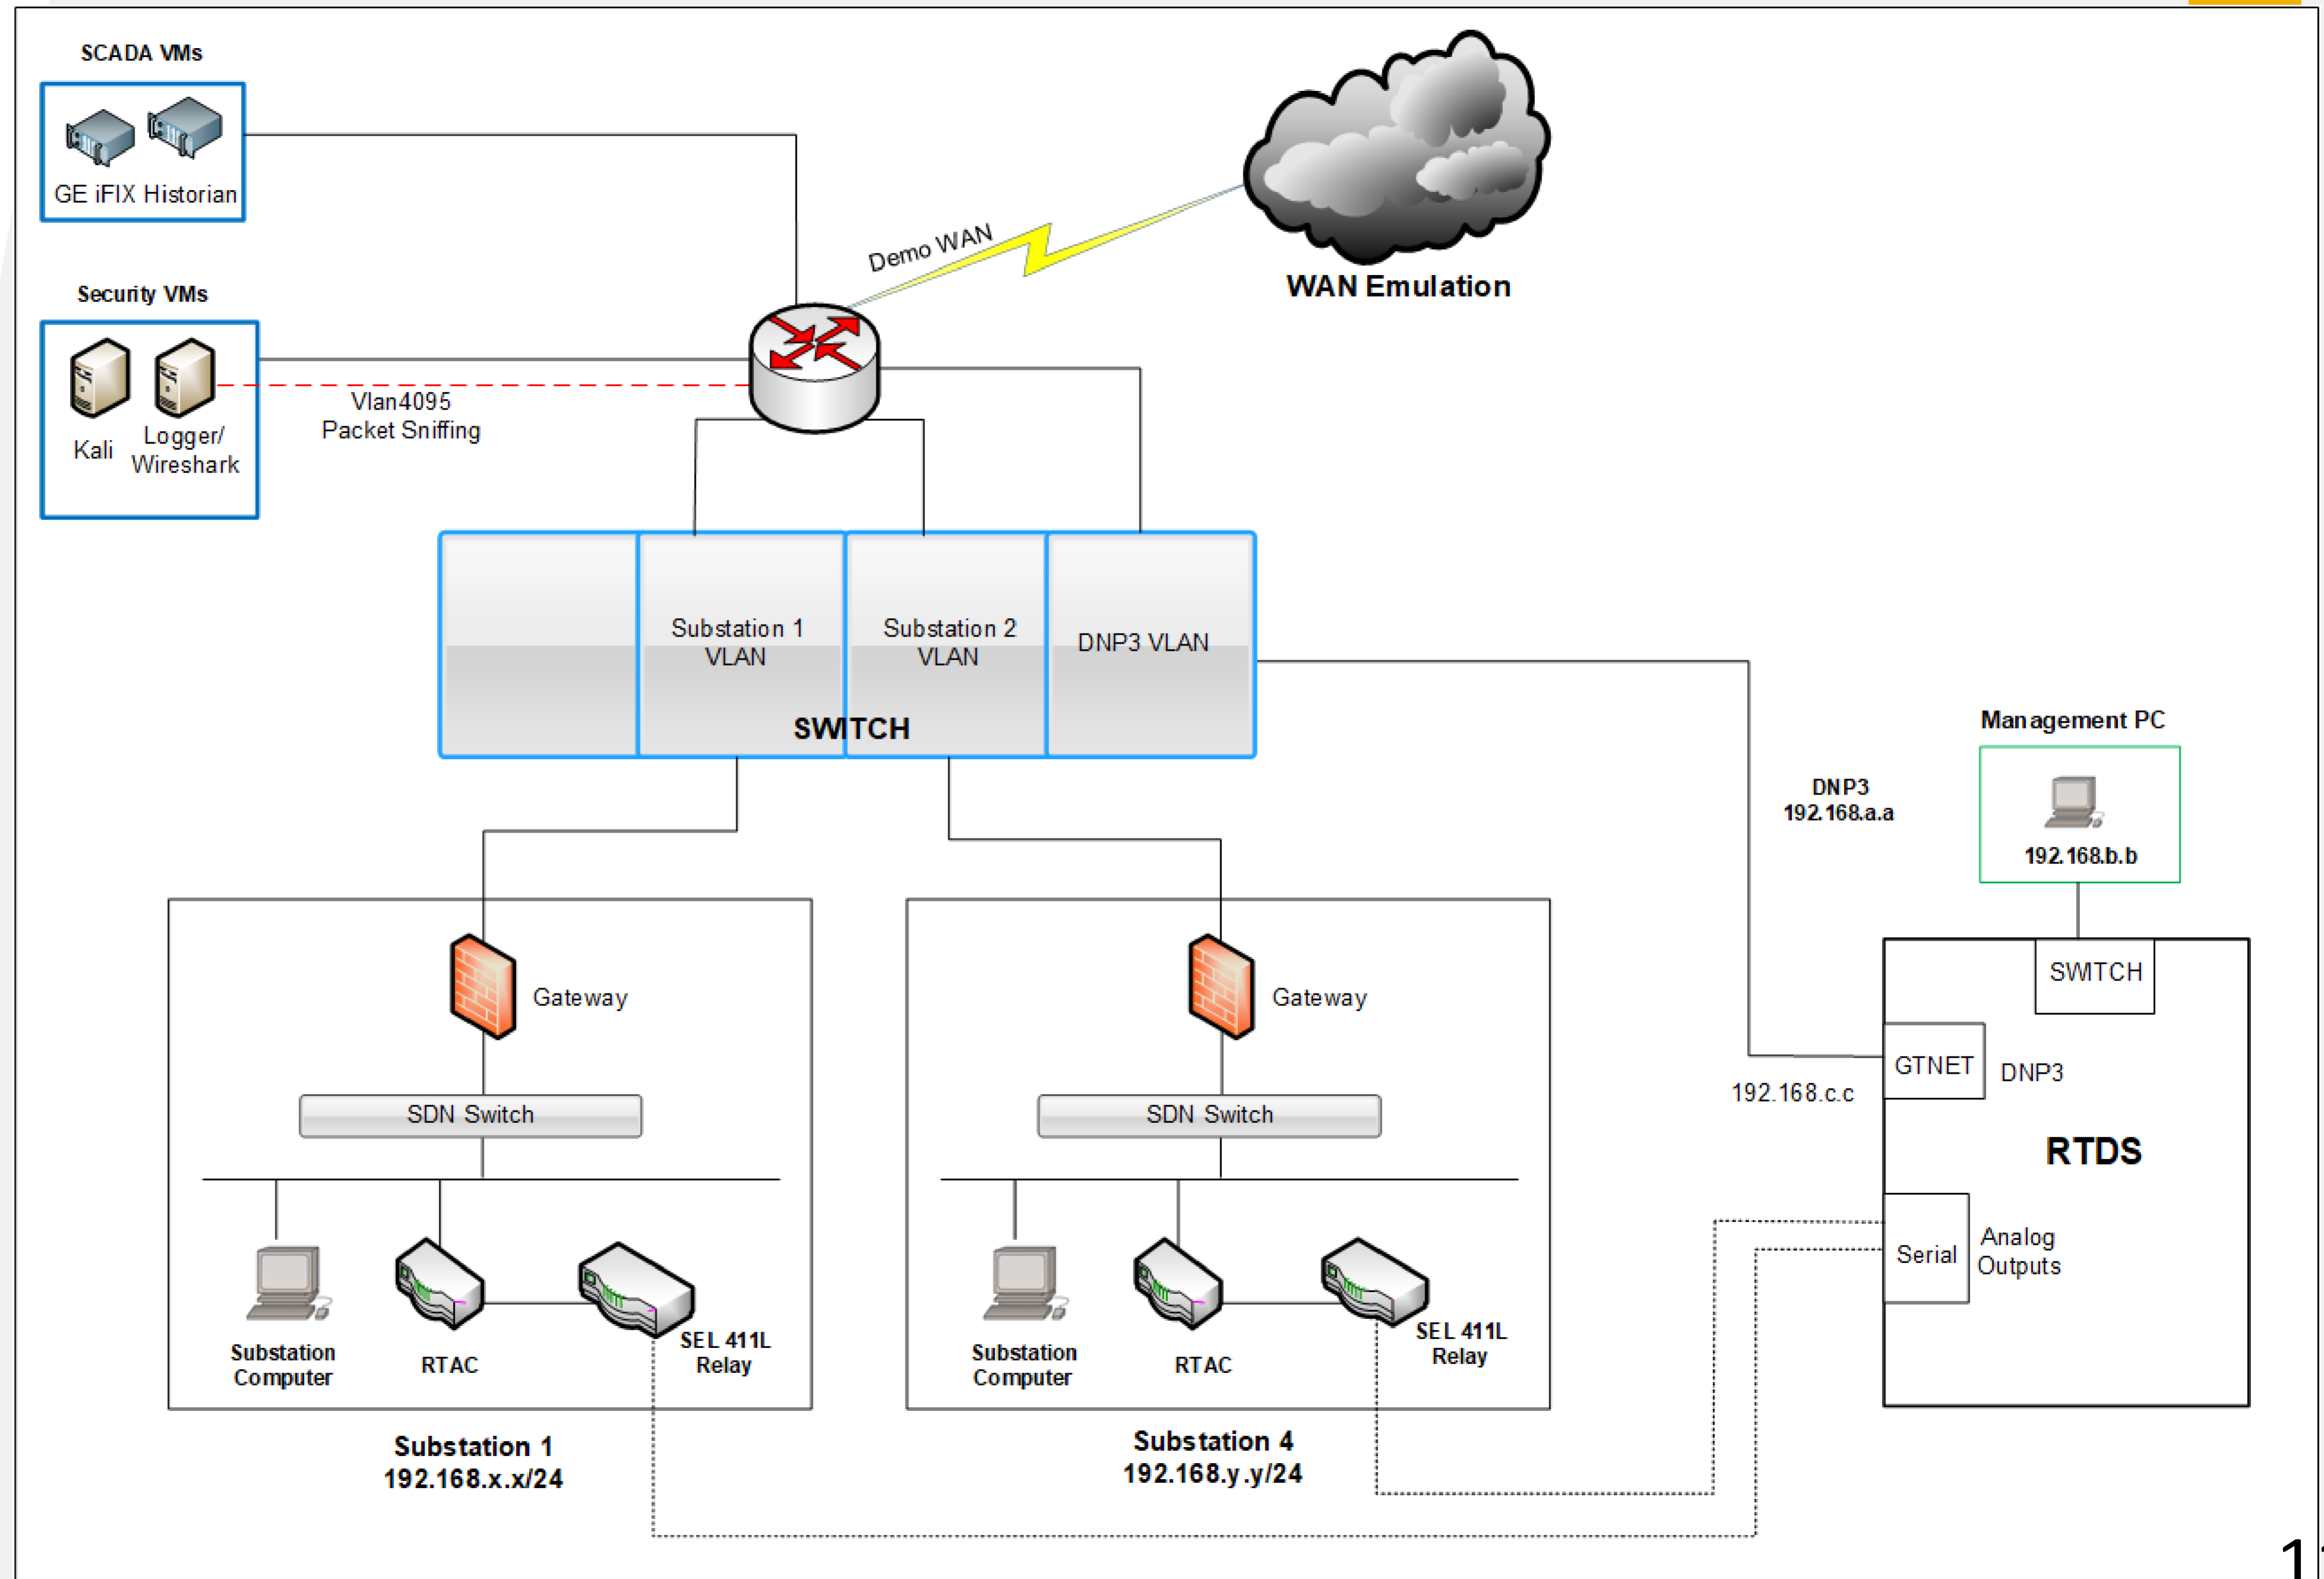 SCADA VMs
GE iFIX Historian
Demo WAN
WAN Emulation
Security VMs
Kali
Logger/
Wireshark
Vlan4095
Packet Sniffing
Substation 1
VLAN
Substation 2
VLAN
DNP3 VLAN
SWITCH
Management PC
192.168.b.b
DNP3
192.168.a.a
SWITCH
GTNET
DNP3
192.168.c.c
RTDS
Serial
Analog
Outputs
Gateway
SDN Switch
Substation
Computer
RTAC
SEL 411L
Relay
Substation 1
192.168.x.x/24
Gateway
SDN Switch
Substation
Computer
RTAC
SEL 411L
Relay
Substation 4
192.168.y.y/24